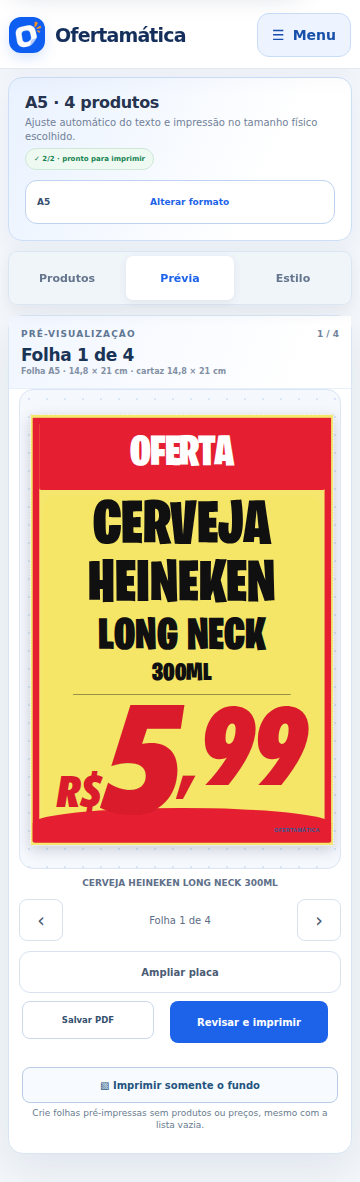 Ofertamática
☰ Menu
A5 · 4 produtos
Ajuste automático do texto e impressão no tamanho físico
escolhido.
✓ 2/2 · pronto para imprimir
A5 Alterar formato
Produtos Prévia Estilo
PRÉ-VISUALIZAÇÃO 1 / 4
Folha 1 de 4
Folha A5 · 14,8 × 21 cm · cartaz 14,8 × 21 cm
OFERTA
CERVEJA
HEINEKEN
LONG NECK
300ML
R$5,99
OFERTAMÁTICA
CERVEJA HEINEKEN LONG NECK 300ML
‹ Folha 1 de 4 ›
Ampliar placa
Salvar PDF Revisar e imprimir
▧ Imprimir somente o fundo
Crie folhas pré-impressas sem produtos ou preços, mesmo com a
lista vazia.